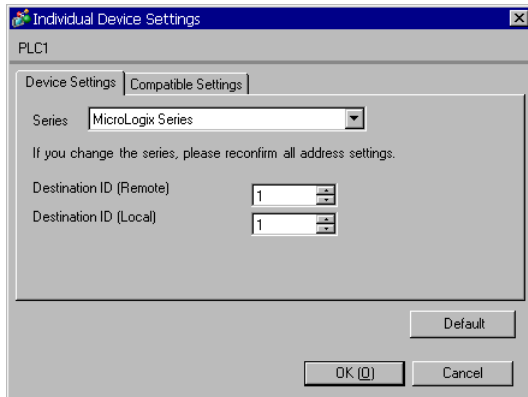 Individual Device Settings
PLC1
Device Settings Compatible Settings
Series MicroLogix Series
If you change the series, please reconfirm all address settings.
Destination ID (Remote) 1
Destination ID (Local) 1
Default
OK (O) Cancel